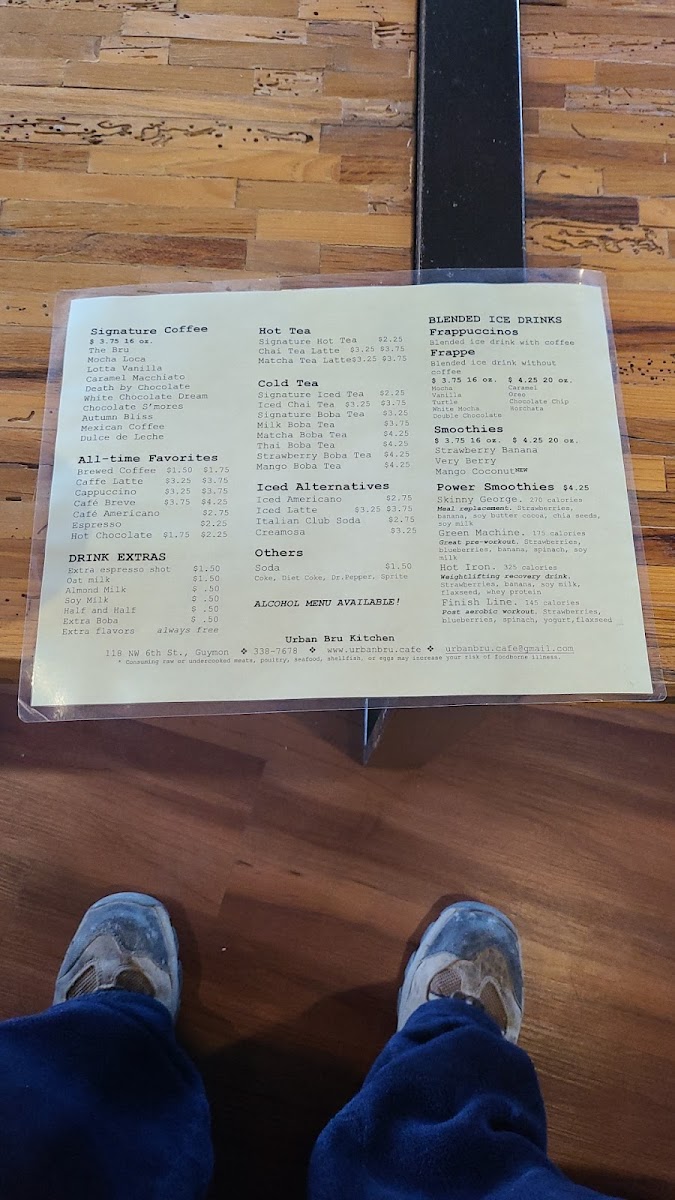 Signature Coffee
$ 3.75 16 oz.
The Bru
Mocha Loca
Lotta Vanilla
Caramel Macchiato
Death by Chocolate
White Chocolate Dream
Chocolate S'mores
Autumn Bliss
Mexican Coffee
Dulce de Leche
All-time Favorites
Brewed Coffee $1.50 $1.75
Caffe Latte $3.25 $3.75
Cappuccino $3.25 $3.75
Café Breve $3.75 $4.25
Café Americano $2.75
Espresso $2.25
Hot Chocolate $1.75 $2.25
DRINK EXTRAS
Extra espresso shot $1.50
Oat milk $1.50
Almond Milk $ .50
Soy Milk $ .50
Half and Half $ .50
Extra Boba $ .50
Extra flavors always free
Hot Tea
Signature Hot Tea $2.25
Chai Tea Latte $3.25 $3.75
Matcha Tea Latte$3.25 $3.75
Cold Tea
Signature Iced Tea $2.25
Iced Chai Tea $3.25 $3.75
Signature Boba Tea $3.25
Milk Boba Tea $3.75
Matcha Boba Tea $4.25
Thai Boba Tea $4.25
Strawberry Boba Tea $4.25
Mango Boba Tea $4.25
Iced Alternatives
Iced Americano $2.75
Iced Latte $3.25 $3.75
Italian Club Soda $2.75
Creamosa $3.25
Others
Soda $1.50
Coke, Diet Coke, Dr.Pepper, Sprite
ALCOHOL MENU AVAILABLE!
BLENDED ICE DRINKS
Frappuccinos
Blended ice drink with coffee
Frappe
Blended ice drink without
coffee
$ 3.75 16 oz. $ 4.25 20 oz.
Mocha Caramel
Vanilla Oreo
Turtle Chocolate Chip
White Mocha Horchata
Double Chocolate
Smoothies
$ 3.75 16 oz. $ 4.25 20 oz.
Strawberry Banana
Very Berry
Mango Coconut NEW
Power Smoothies $4.25
Skinny George. 270 calories
Meal replacement. Strawberries,
banana, soy butter cocoa, chia seeds,
soy milk
Green Machine. 175 calories
Great pre-workout. Strawberries,
blueberries, banana, spinach, soy
milk
Hot Iron. 325 calories
Weightlifting recovery drink.
Strawberries, banana, soy milk,
flaxseed, whey protein
Finish Line. 145 calories
Post aerobic workout. Strawberries,
blueberries, spinach, yogurt,flaxseed
Urban Bru Kitchen
118 NW 6th St., Guymon ❖ 338-7678 ❖ www.urbanbru.cafe ❖ urbanbru.cafe@gmail.com
* Consuming raw or undercooked meats, poultry, seafood, shellfish, or eggs may increase your risk of foodborne illness.